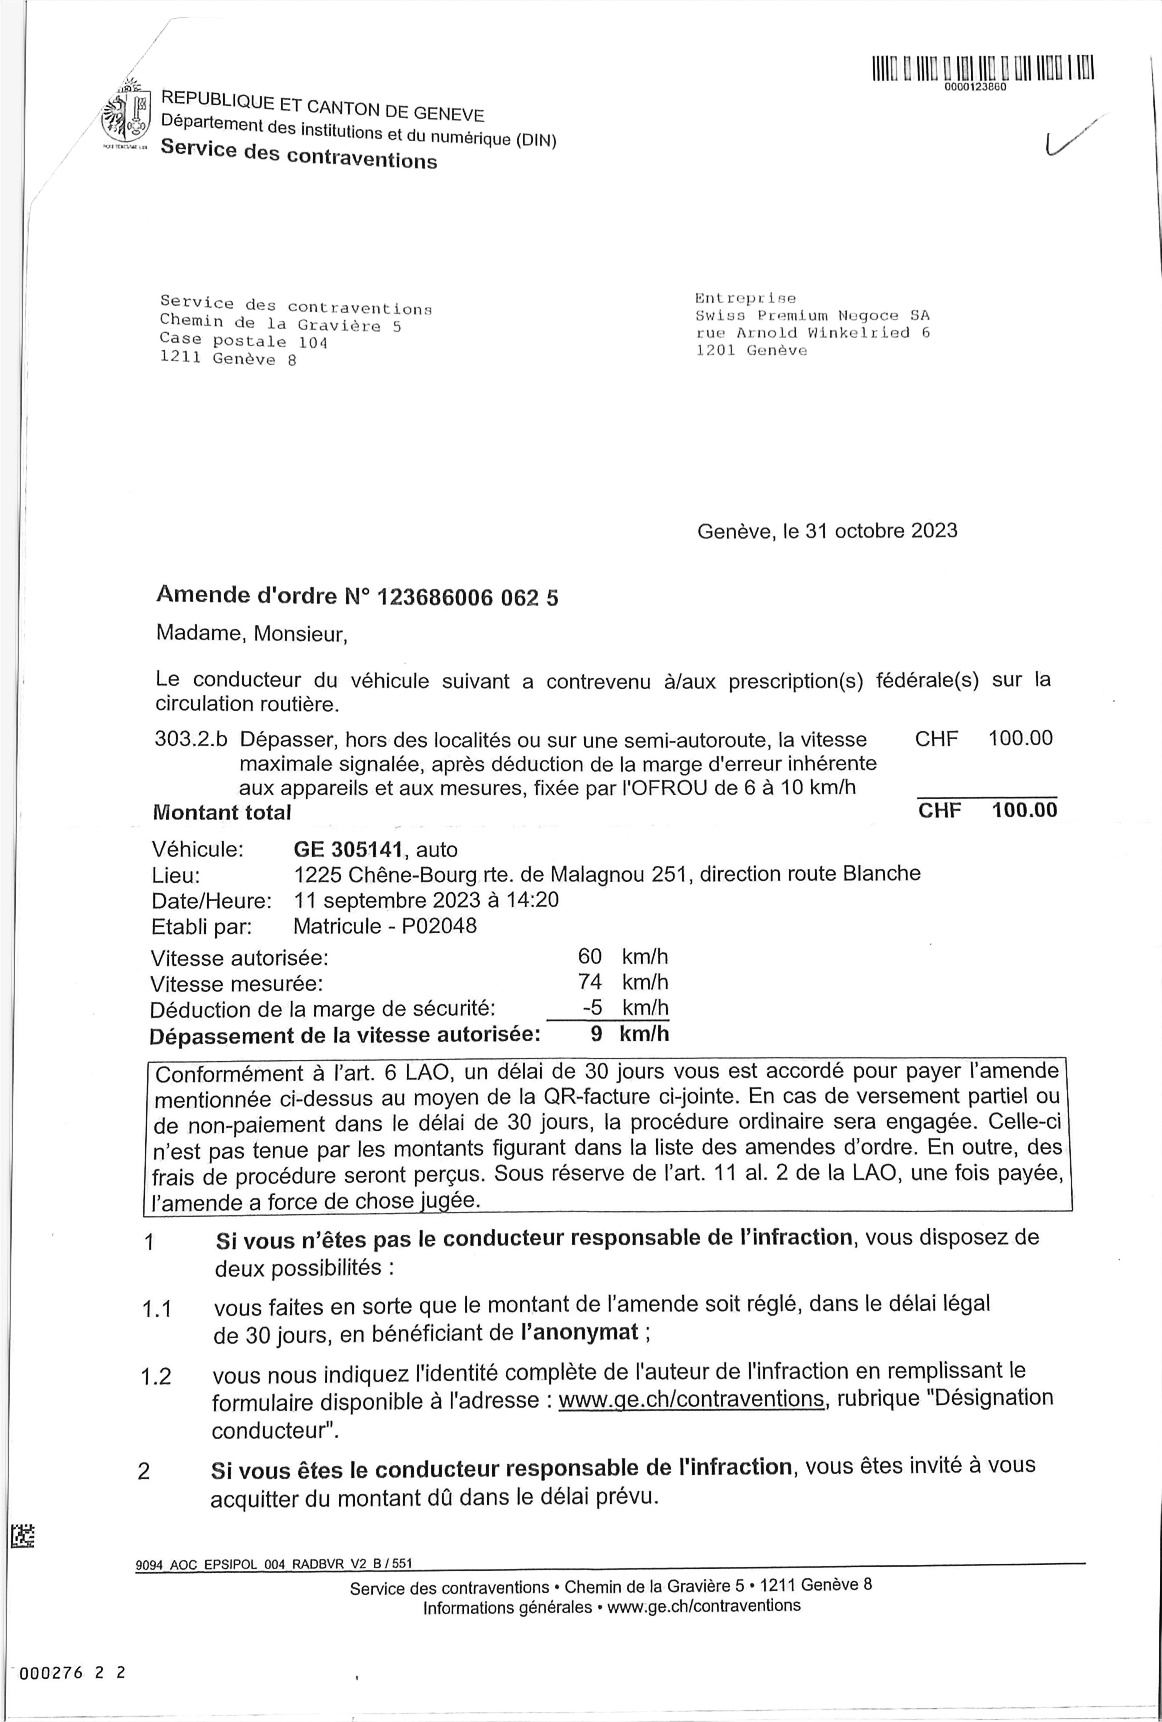 0000123860
REPUBLIQUE ET CANTON DE GENEVE
Département des institutions et du numérique (DIN)
Service des contraventions
Service des contraventions
Chemin de la Gravière 5
Case postale 104
1211 Genève 8
Entreprise
Swiss Premium Negoce SA
rue Arnold Winkelried 6
1201 Genève
Genève, le 31 octobre 2023
Amende d'ordre N° 123686006 062 5
Madame, Monsieur,
Le conducteur du véhicule suivant a contrevenu à/aux prescription(s) fédérale(s) sur la
circulation routière.
303.2.b Dépasser, hors des localités ou sur une semi-autoroute, la vitesse CHF 100.00
maximale signalée, après déduction de la marge d'erreur inhérente
aux appareils et aux mesures, fixée par l'OFROU de 6 à 10 km/h
Montant total CHF 100.00
Véhicule: GE 305141, auto
Lieu: 1225 Chêne-Bourg rte. de Malagnou 251, direction route Blanche
Date/Heure: 11 septembre 2023 à 14:20
Etabli par: Matricule - P02048
Vitesse autorisée: 60 km/h
Vitesse mesurée: 74 km/h
Déduction de la marge de sécurité: -5 km/h
Dépassement de la vitesse autorisée: 9 km/h
Conformément à l'art. 6 LAO, un délai de 30 jours vous est accordé pour payer l'amende
mentionnée ci-dessus au moyen de la QR-facture ci-jointe. En cas de versement partiel ou
de non-paiement dans le délai de 30 jours, la procédure ordinaire sera engagée. Celle-ci
n'est pas tenue par les montants figurant dans la liste des amendes d'ordre. En outre, des
frais de procédure seront perçus. Sous réserve de l'art. 11 al. 2 de la LAO, une fois payée,
l'amende a force de chose jugée.
1 Si vous n'êtes pas le conducteur responsable de l'infraction, vous disposez de
deux possibilités :
1.1 vous faites en sorte que le montant de l'amende soit réglé, dans le délai légal
de 30 jours, en bénéficiant de l'anonymat ;
1.2 vous nous indiquez l'identité complète de l'auteur de l'infraction en remplissant le
formulaire disponible à l'adresse : www.ge.ch/contraventions, rubrique "Désignation
conducteur".
2 Si vous êtes le conducteur responsable de l'infraction, vous êtes invité à vous
acquitter du montant dû dans le délai prévu.
9094_AOC_EPSIPOL_004_RADBVR_V2_B / 551
Service des contraventions • Chemin de la Gravière 5 • 1211 Genève 8
Informations générales • www.ge.ch/contraventions
000276 2 2